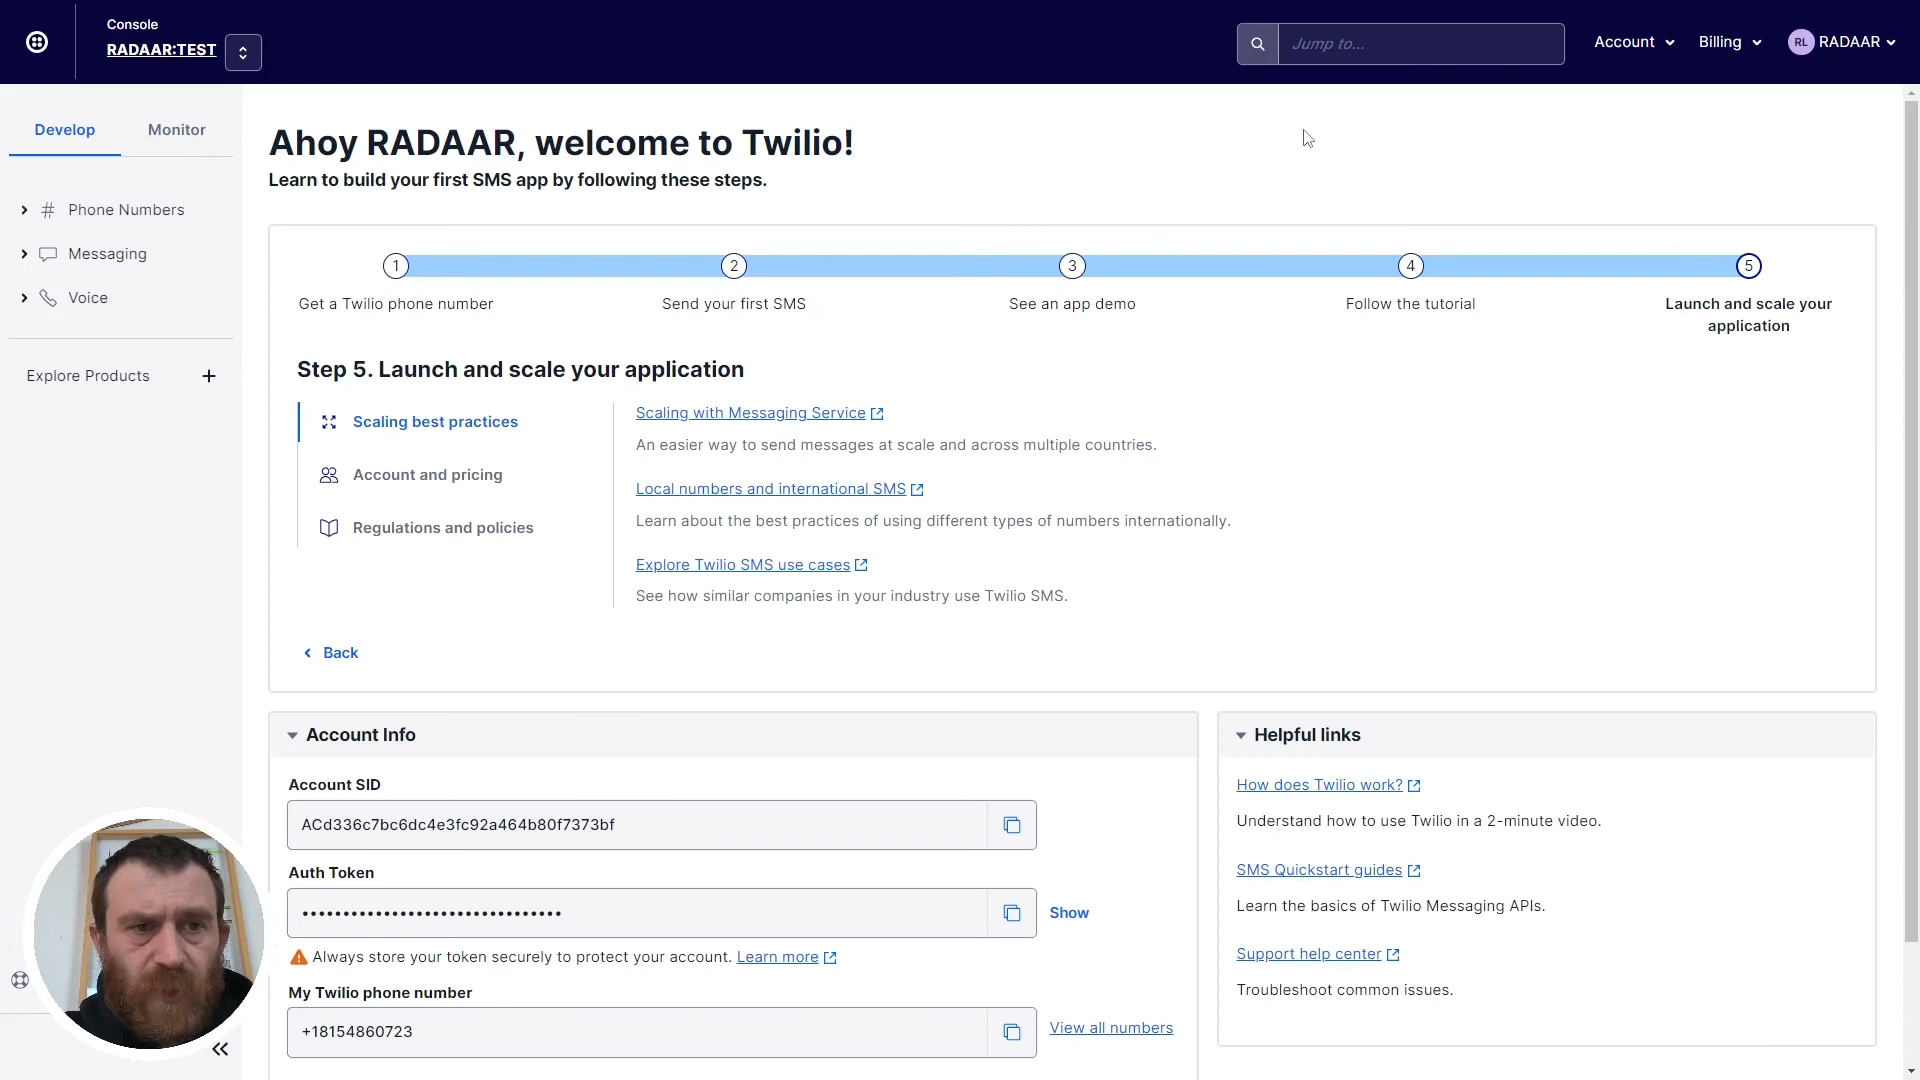 Console
RADAAR:TEST
Jump to...
Account
Billing
RL
RADAAR
Develop
Monitor
Phone Numbers
Messaging
Voice
Explore Products
Ahoy RADAAR, welcome to Twilio!
Learn to build your first SMS app by following these steps.
1
2
3
4
5
Get a Twilio phone number
Send your first SMS
See an app demo
Follow the tutorial
Launch and scale your
application
Step 5. Launch and scale your application
Scaling best practices
Account and pricing
Regulations and policies
Scaling with Messaging Service
An easier way to send messages at scale and across multiple countries.
Local numbers and international SMS
Learn about the best practices of using different types of numbers internationally.
Explore Twilio SMS use cases
See how similar companies in your industry use Twilio SMS.
Back
Account Info
Account SID
ACd336c7bc6dc4e3fc92a464b80f7373bf
Auth Token
••••••••••••••••••••••••••••••••
Show
Always store your token securely to protect your account. Learn more
My Twilio phone number
+18154860723
View all numbers
Helpful links
How does Twilio work?
Understand how to use Twilio in a 2-minute video.
SMS Quickstart guides
Learn the basics of Twilio Messaging APIs.
Support help center
Troubleshoot common issues.